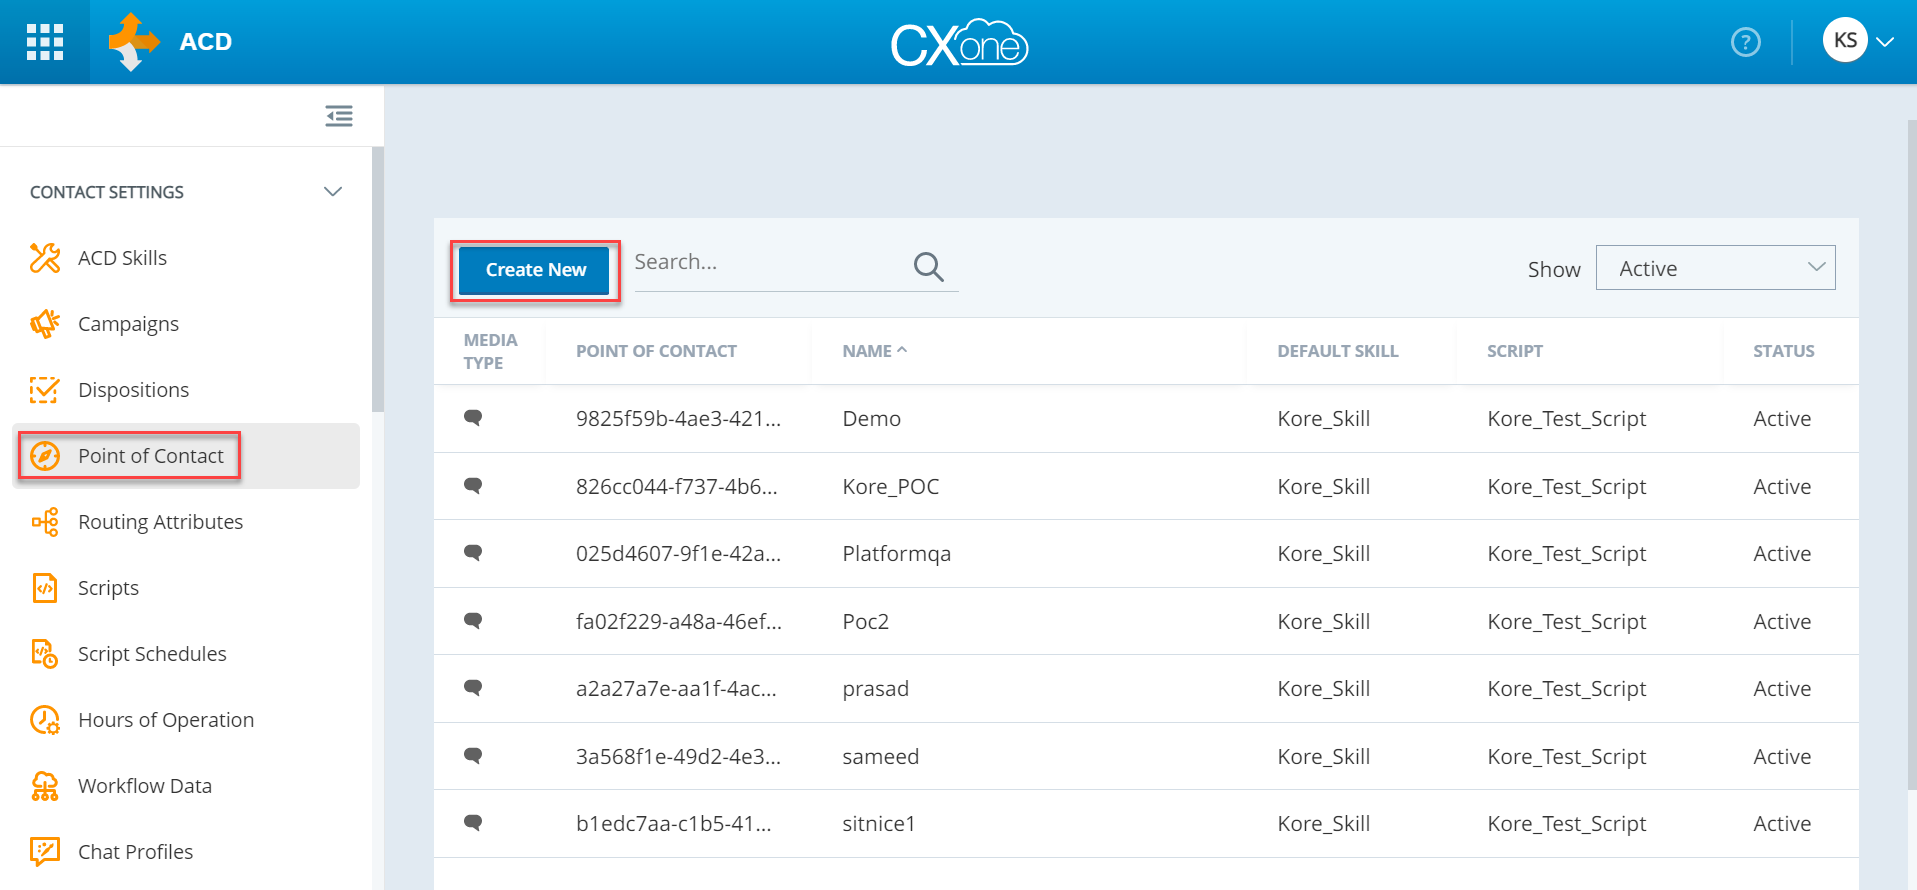 ACD
CXone
?
KS
CONTACT SETTINGS
ACD Skills
Campaigns
Dispositions
Point of Contact
Routing Attributes
Scripts
Script Schedules
Hours of Operation
Workflow Data
Chat Profiles
Create New
Search...
Show
Active
MEDIA TYPE POINT OF CONTACT NAME DEFAULT SKILL SCRIPT STATUS
9825f59b-4ae3-421... Demo Kore_Skill Kore_Test_Script Active
826cc044-f737-4b6... Kore_POC Kore_Skill Kore_Test_Script Active
025d4607-9f1e-42a... Platformqa Kore_Skill Kore_Test_Script Active
fa02f229-a48a-46ef... Poc2 Kore_Skill Kore_Test_Script Active
a2a27a7e-aa1f-4ac... prasad Kore_Skill Kore_Test_Script Active
3a568f1e-49d2-4e3... sameed Kore_Skill Kore_Test_Script Active
b1edc7aa-c1b5-41... sitnice1 Kore_Skill Kore_Test_Script Active